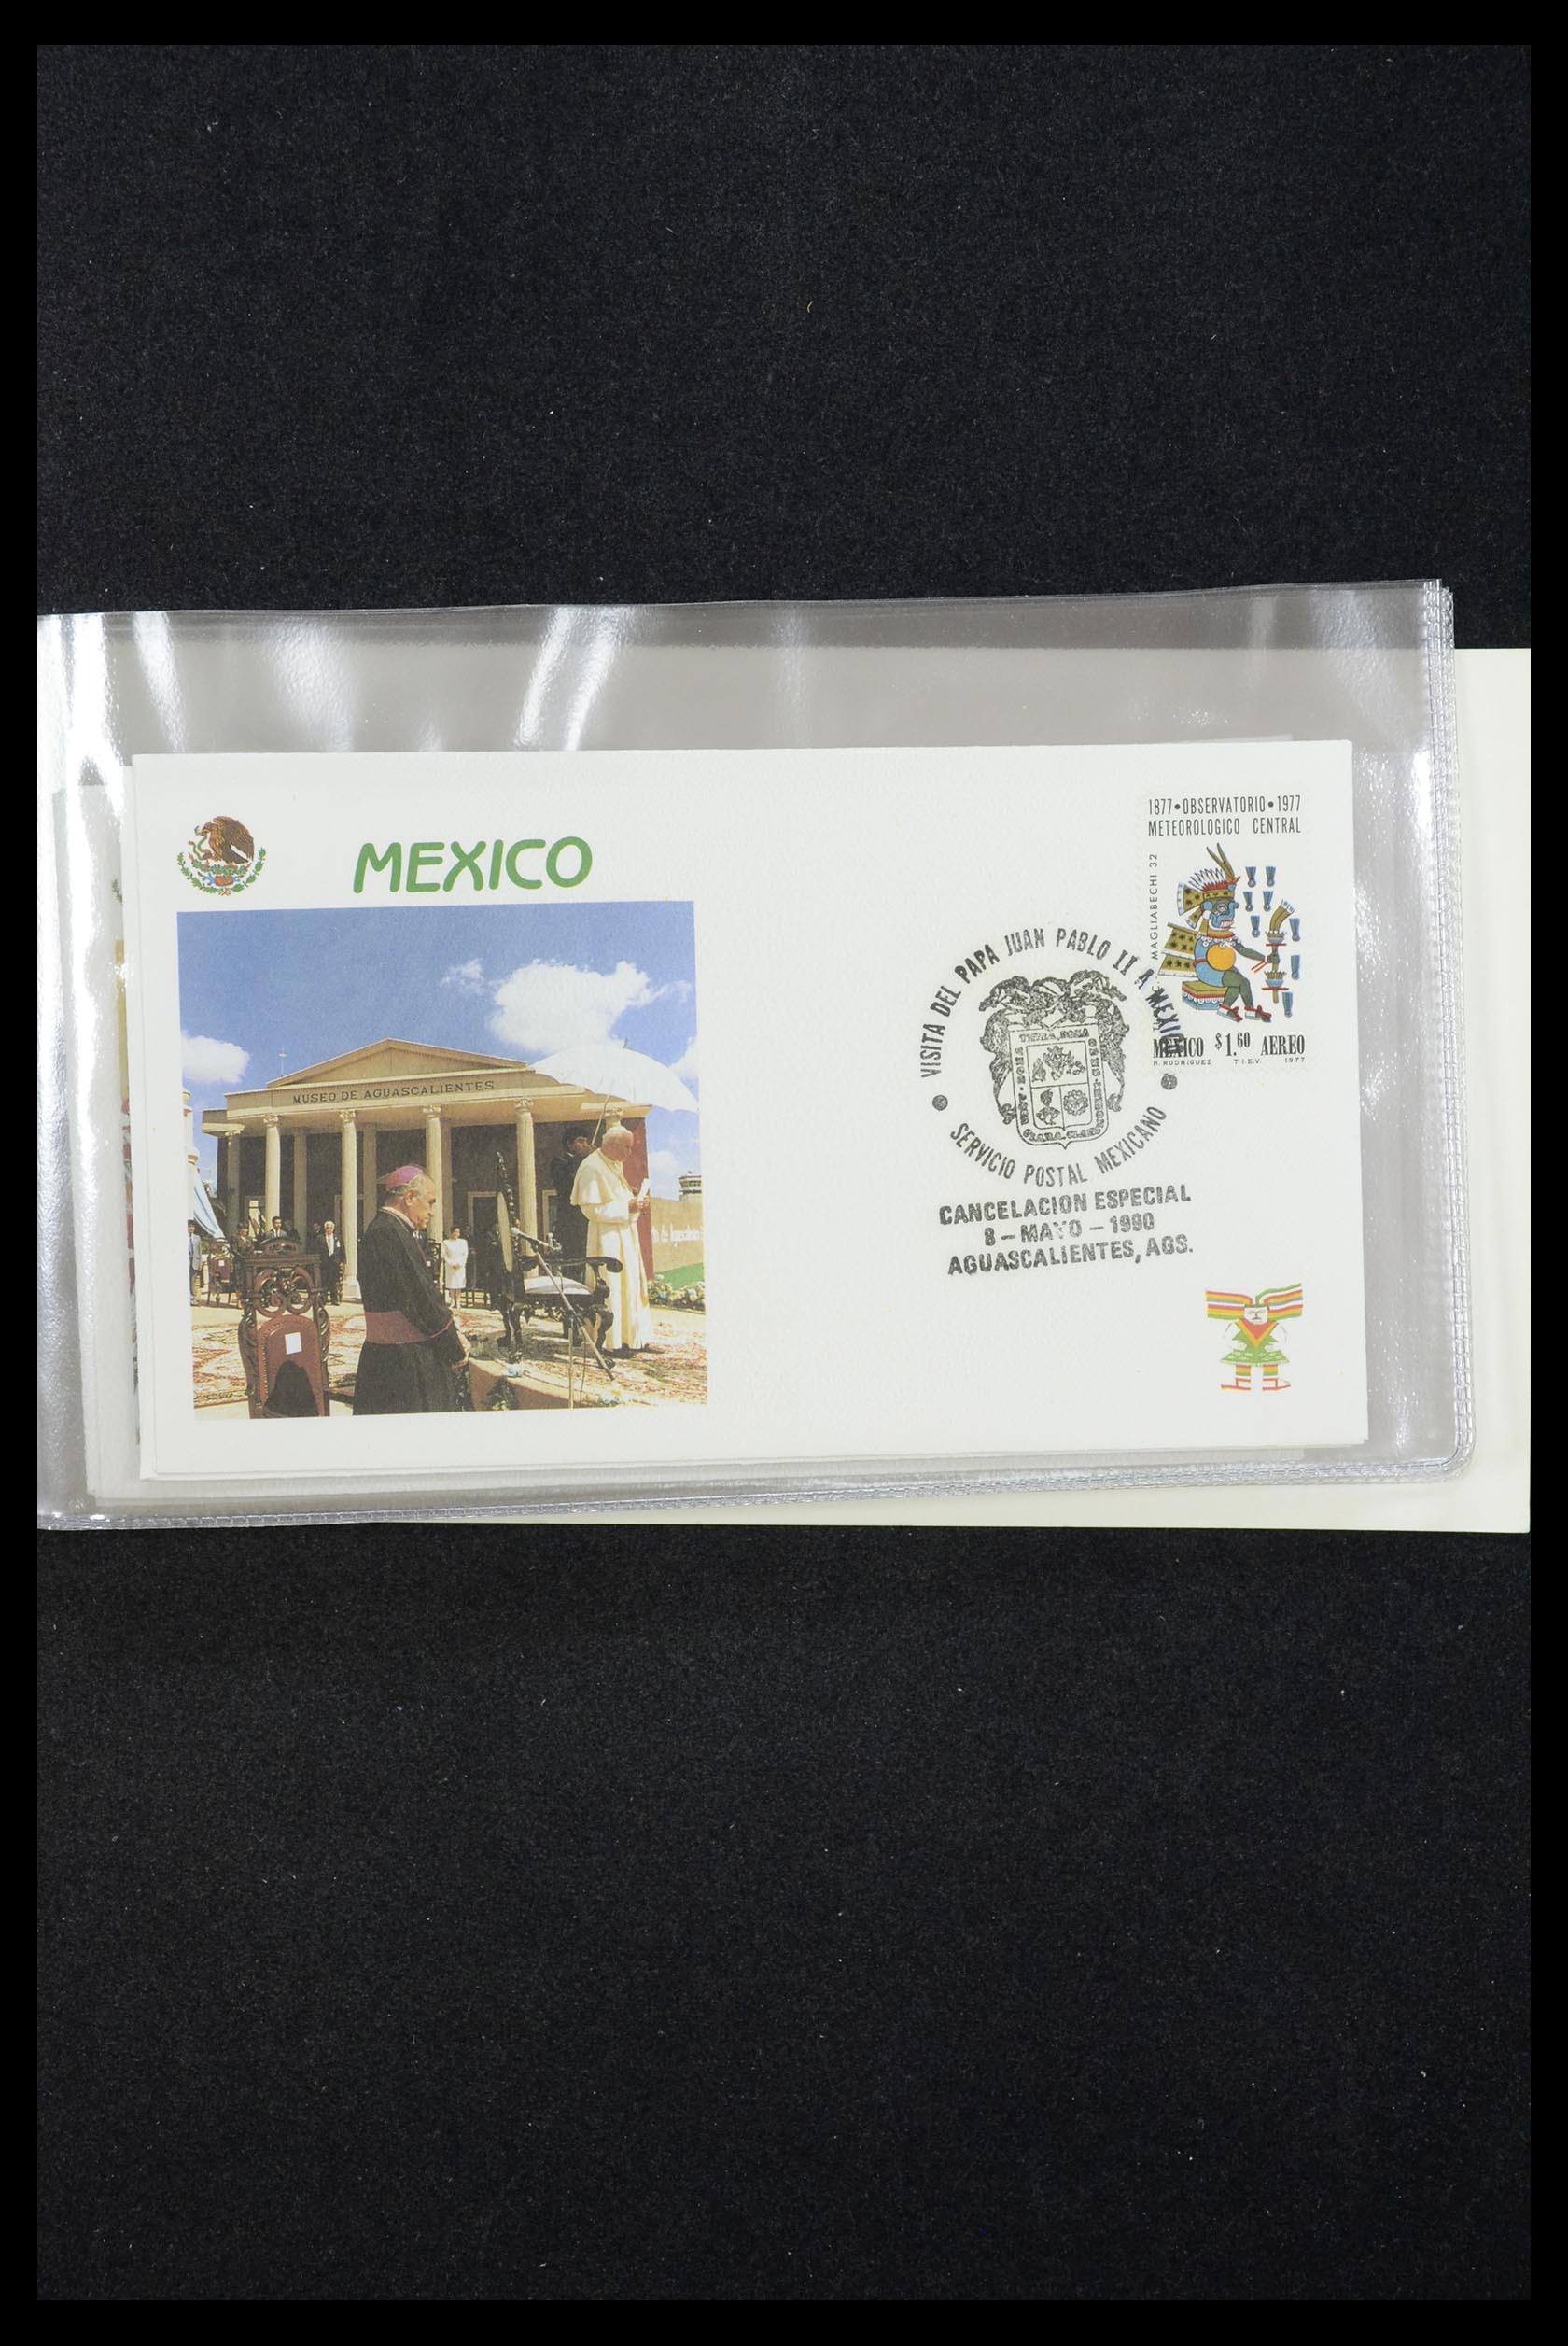 MEXICO
MUSEO DE AGUASCALIENTES
1877•OBSERVATORIO•1977
METEOROLOGICO CENTRAL
MAGLIABECHI 32
MEXICO $1.60 AEREO
H. RODRIGUEZ T.I.E.V. 1977
VISITA DEL PAPA JUAN PABLO II A MEXICO
SERVICIO POSTAL MEXICANO
CANCELACION ESPECIAL
8 – MAYO – 1990
AGUASCALIENTES, AGS.